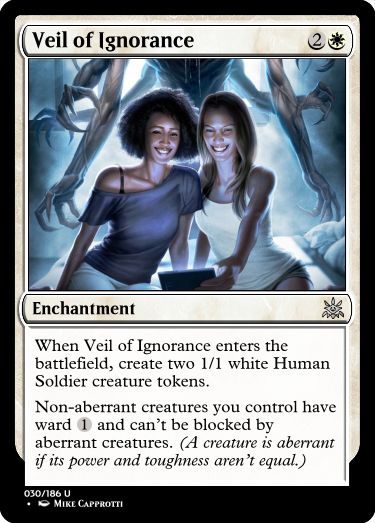 Veil of Ignorance 2
Enchantment
When Veil of Ignorance enters the
battlefield, create two 1/1 white Human
Soldier creature tokens.
Non-aberrant creatures you control have
ward 1 and can't be blocked by
aberrant creatures. (A creature is aberrant
if its power and toughness aren't equal.)
030/186 U
• Mike Capprotti